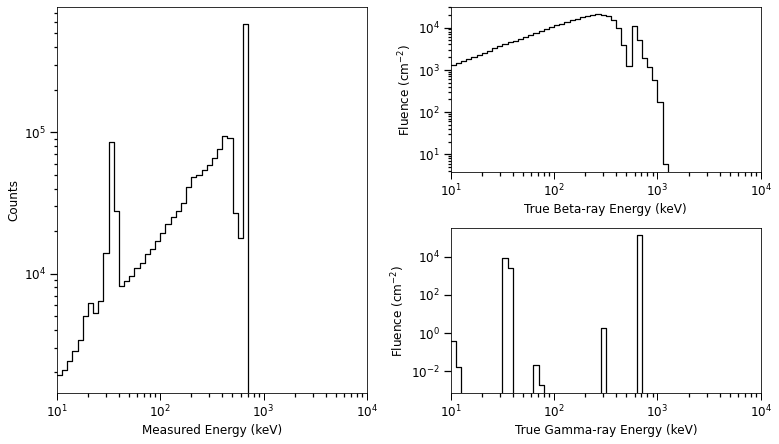 Counts
10^5
10^4
10^1 10^2 10^3 10^4
Measured Energy (keV)
Fluence (cm^−2)
10^4
10^3
10^2
10^1
10^1 10^2 10^3 10^4
True Beta-ray Energy (keV)
Fluence (cm^−2)
10^4
10^2
10^0
10^−2
10^1 10^2 10^3 10^4
True Gamma-ray Energy (keV)